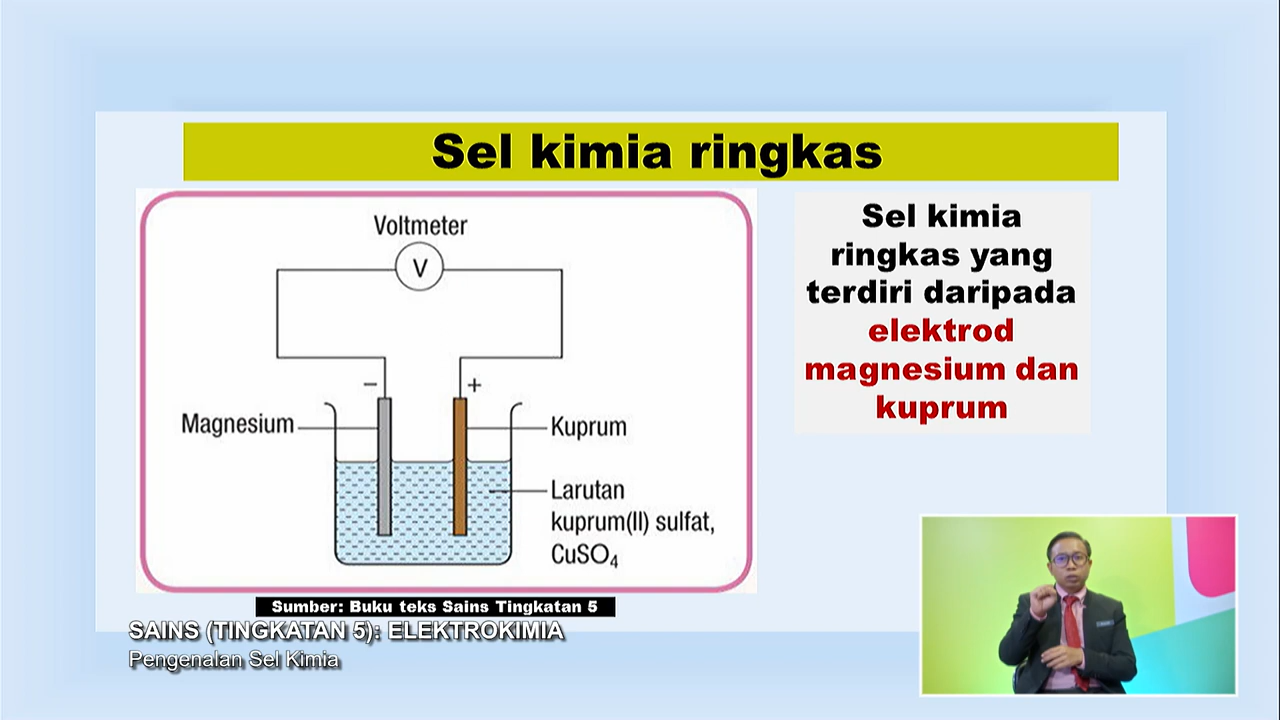 Sel kimia ringkas
Voltmeter
V
− +
Magnesium
Kuprum
Larutan
kuprum(II) sulfat,
CuSO₄
Sel kimia
ringkas yang
terdiri daripada
elektrod
magnesium dan
kuprum
Sumber: Buku teks Sains Tingkatan 5
SAINS (TINGKATAN 5): ELEKTROKIMIA
Pengenalan Sel Kimia